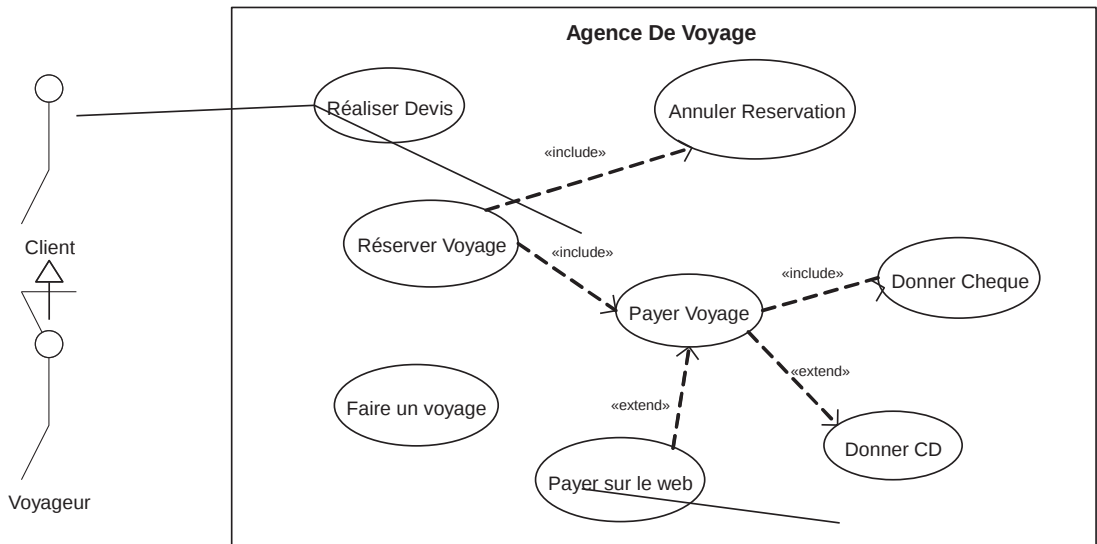 Agence De Voyage
Réaliser Devis
Annuler Reservation
«include»
Client
Réserver Voyage
«include»
«include»
Donner Cheque
Payer Voyage
«extend»
Faire un voyage
«extend»
Donner CD
Payer sur le web
Voyageur